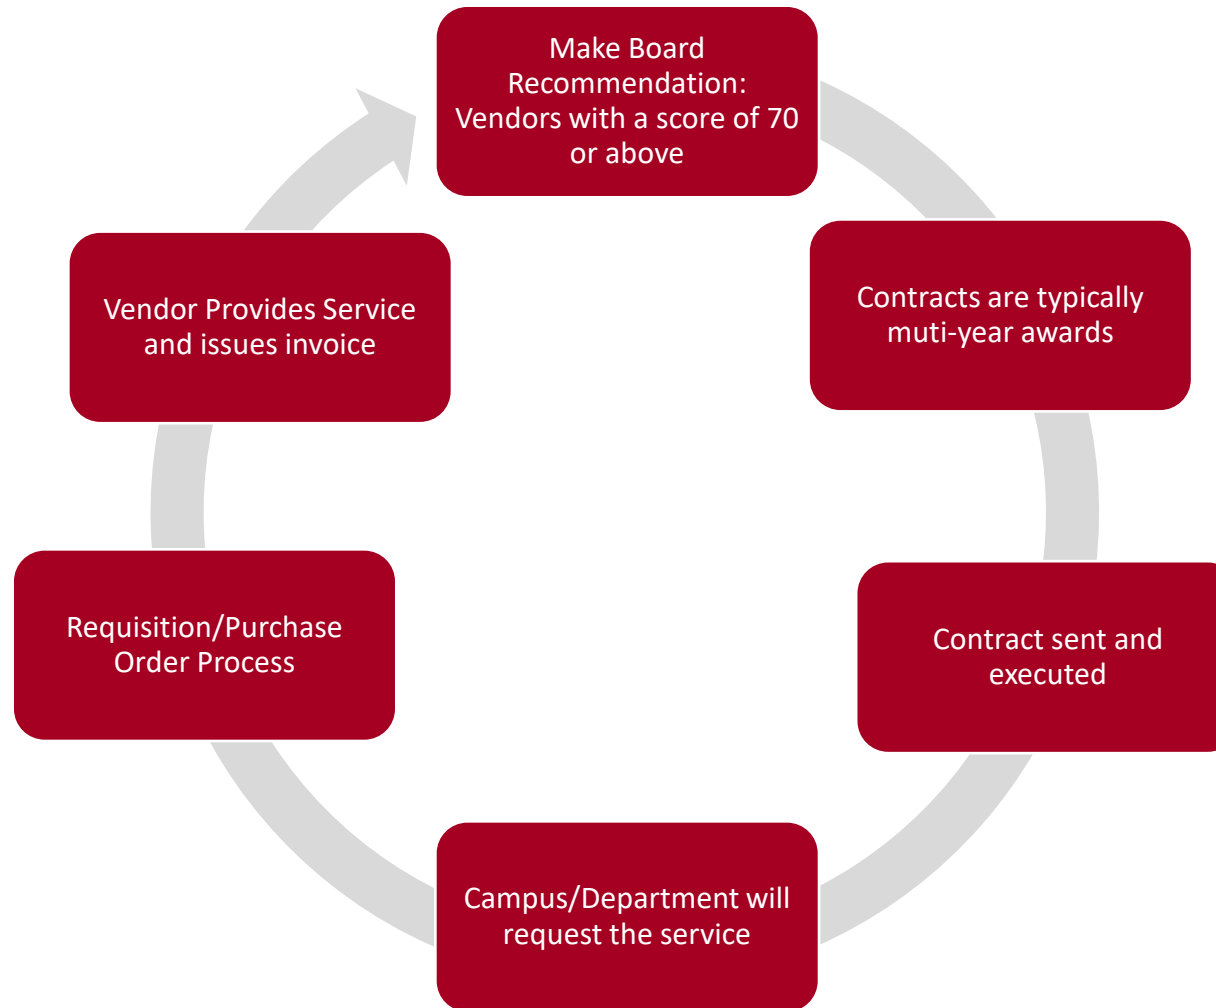 Make Board
Recommendation:
Vendors with a score of 70
or above
Contracts are typically
muti-year awards
Contract sent and
executed
Campus/Department will
request the service
Requisition/Purchase
Order Process
Vendor Provides Service
and issues invoice